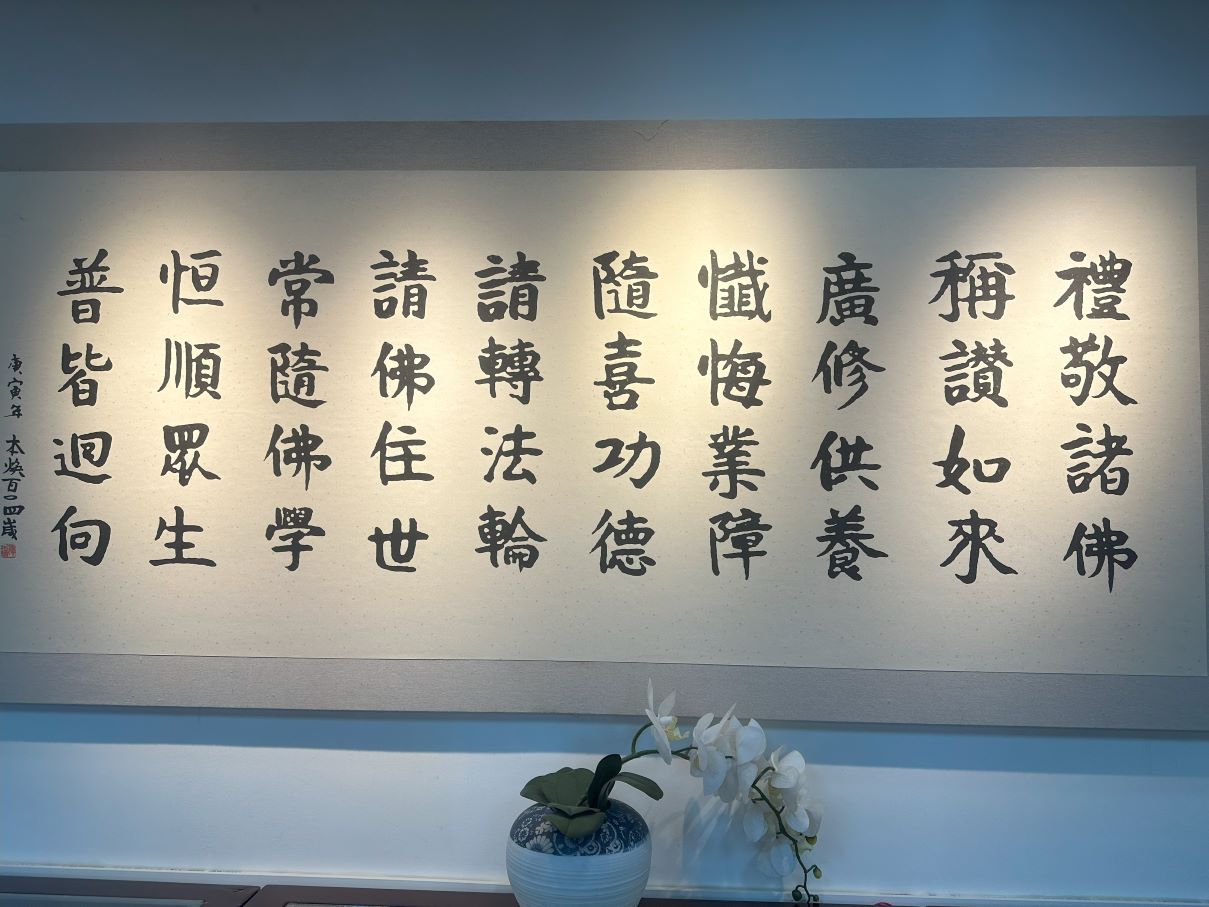 禮敬諸佛
稱讃如來
廣修供養
懺悔業障
隨喜功德
請轉法輪
請佛住世
常隨佛學
恒順眾生
普皆迴向
庚寅年 本煥百〇四歲